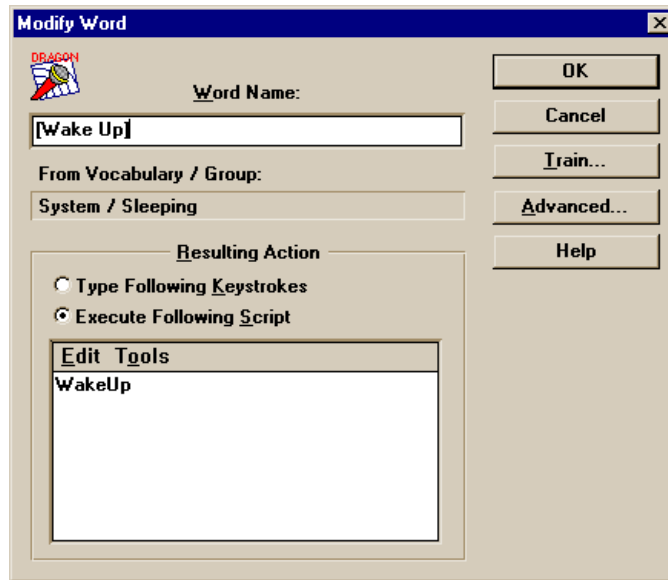 Modify Word
DRAGON
Word Name:
[Wake Up]
From Vocabulary / Group:
System / Sleeping
Resulting Action
Type Following Keystrokes
Execute Following Script
Edit Tools
WakeUp
OK
Cancel
Train...
Advanced...
Help